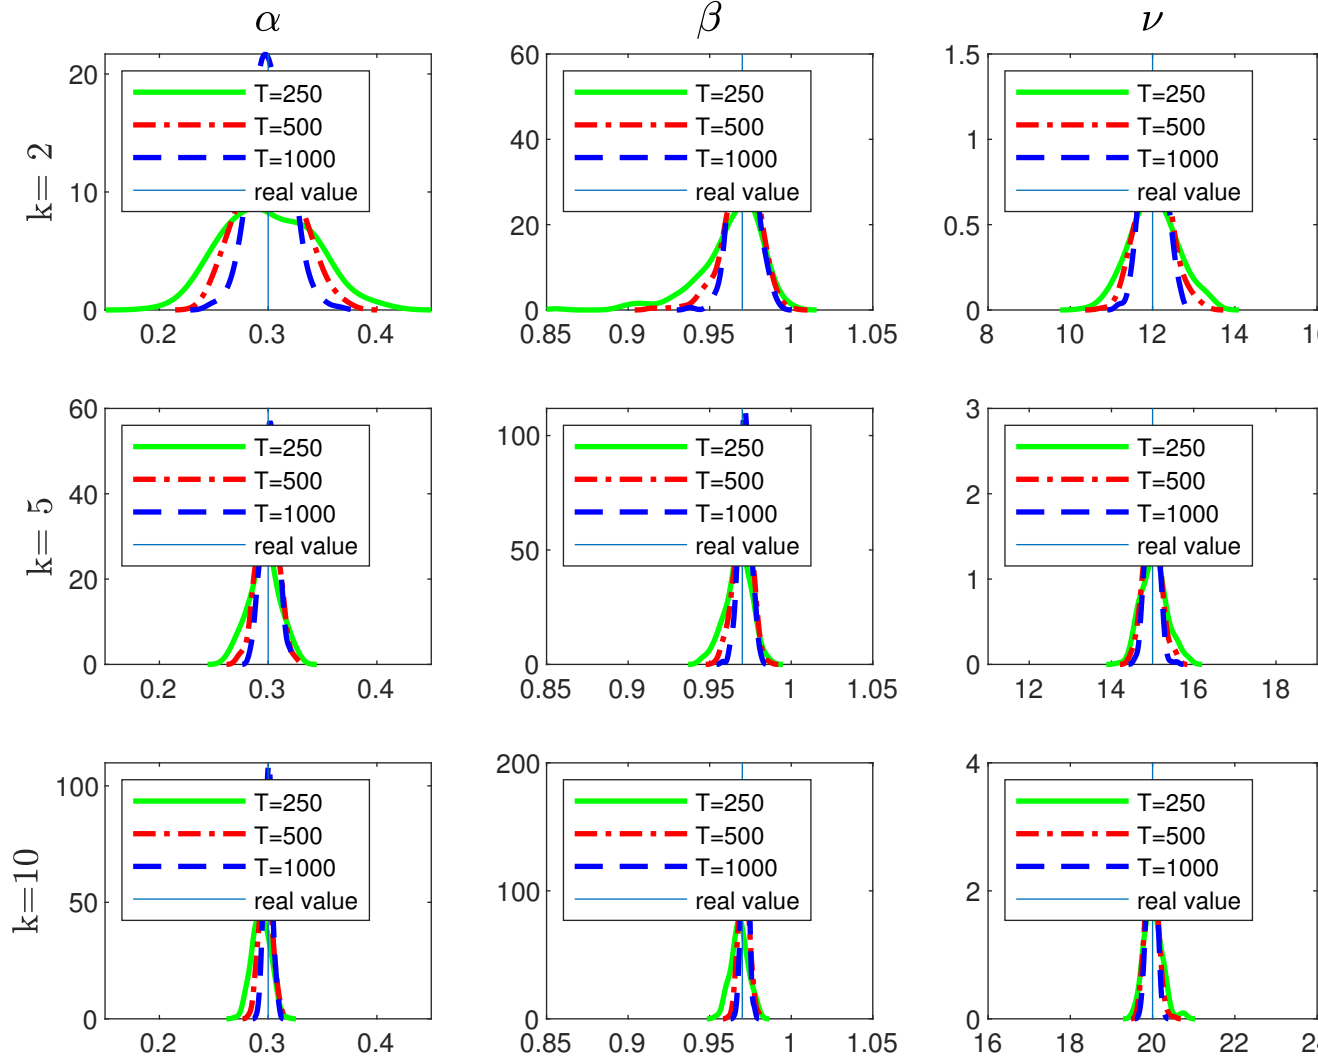 α β ν
k= 2
20
10
0
0.2 0.3 0.4
T=250
T=500
T=1000
real value
60
40
20
0
0.85 0.9 0.95 1 1.05
T=250
T=500
T=1000
real value
1.5
1
0.5
0
8 10 12 14 16
T=250
T=500
T=1000
real value
k= 5
60
40
20
0
0.2 0.3 0.4
T=250
T=500
T=1000
real value
100
50
0
0.85 0.9 0.95 1 1.05
T=250
T=500
T=1000
real value
3
2
1
0
12 14 16 18
T=250
T=500
T=1000
real value
k=10
100
50
0
0.2 0.3 0.4
T=250
T=500
T=1000
real value
200
100
0
0.85 0.9 0.95 1 1.05
T=250
T=500
T=1000
real value
4
2
0
16 18 20 22
T=250
T=500
T=1000
real value